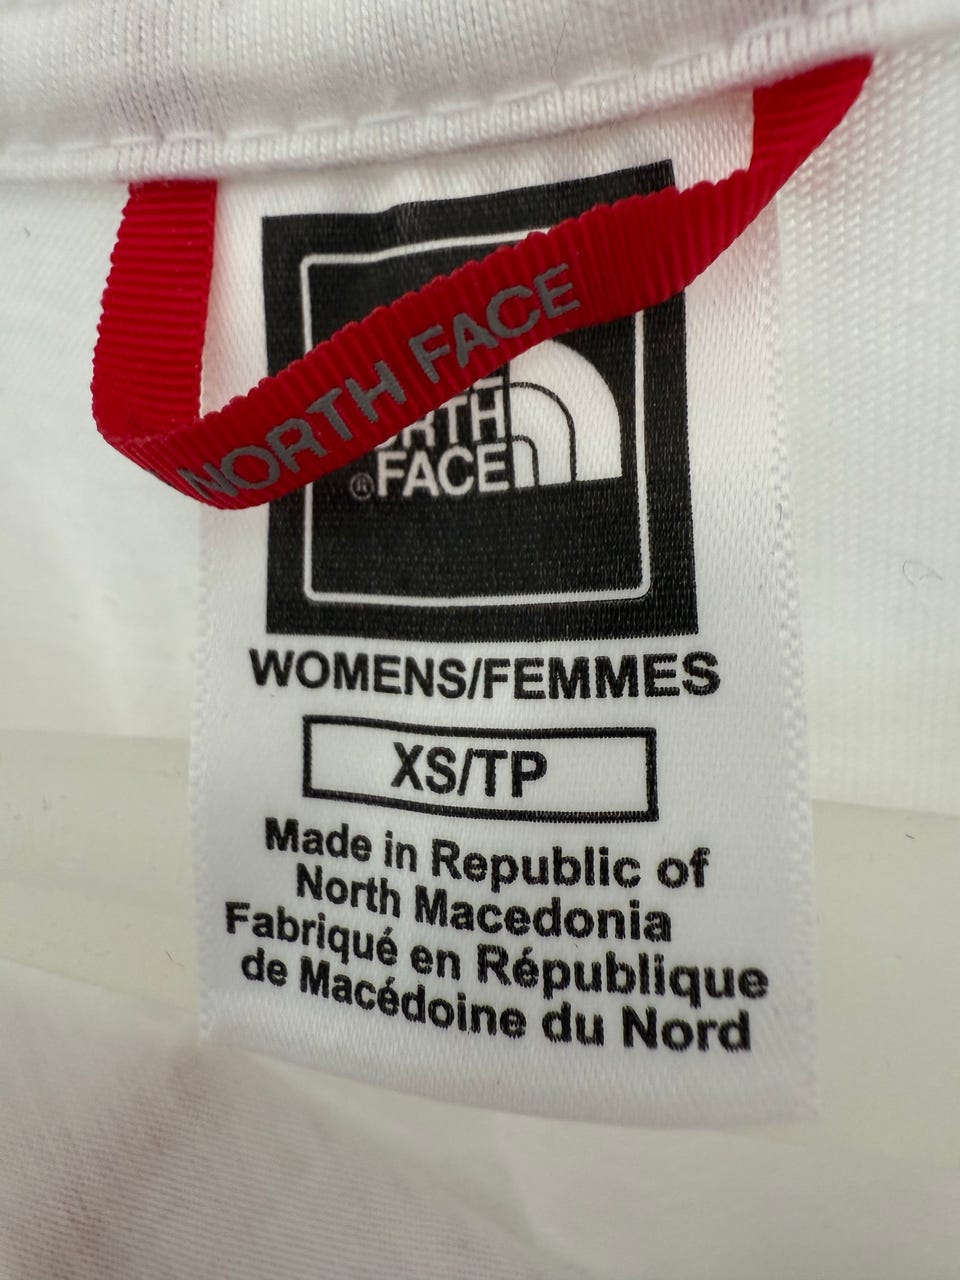 NORTH FACE
RTH
® FACE
WOMENS/FEMMES
XS/TP
Made in Republic of
North Macedonia
Fabriqué en République
de Macédoine du Nord